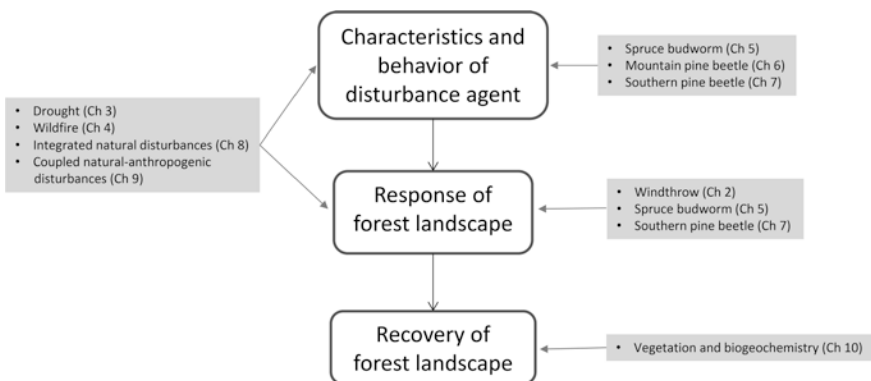 Characteristics and
behavior of
disturbance agent
• Spruce budworm (Ch 5)
• Mountain pine beetle (Ch 6)
• Southern pine beetle (Ch 7)
• Drought (Ch 3)
• Wildfire (Ch 4)
• Integrated natural disturbances (Ch 8)
• Coupled natural-anthropogenic
disturbances (Ch 9)
Response of
forest landscape
• Windthrow (Ch 2)
• Spruce budworm (Ch 5)
• Southern pine beetle (Ch 7)
Recovery of
forest landscape
• Vegetation and biogeochemistry (Ch 10)